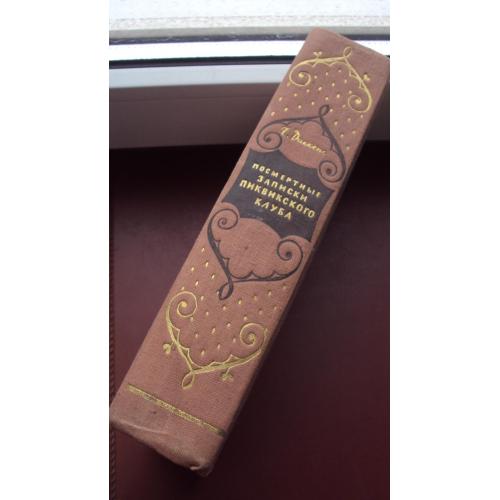 Ч. Диккенс
ПОСМЕРТНЫЕ
ЗАПИСКИ
ПИКВИКСКОГО
КЛУБА